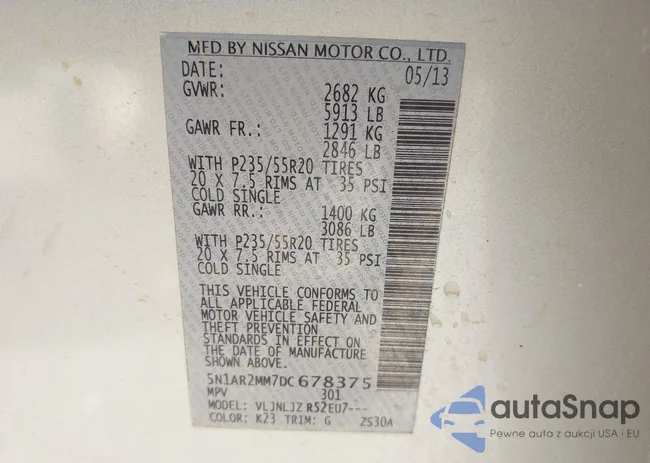 MFD BY NISSAN MOTOR CO., LTD.
DATE: 05/13
GVWR: 2682 KG
5913 LB
GAWR FR.: 1291 KG
2846 LB
WITH P235/55R20 TIRES
20 X 7.5 RIMS AT 35 PSI
COLD SINGLE
GAWR RR.: 1400 KG
3086 LB
WITH P235/55R20 TIRES
20 X 7.5 RIMS AT 35 PSI
COLD SINGLE
THIS VEHICLE CONFORMS TO
ALL APPLICABLE FEDERAL
MOTOR VEHICLE SAFETY AND
THEFT PREVENTION
STANDARDS IN EFFECT ON
THE DATE OF MANUFACTURE
SHOWN ABOVE.
5N1AR2MM7DC678375
MPV 301
MODEL: VLJNLJZ R52EU7---
COLOR: K23 TRIM: G ZS30A
autoSnap
Pewne auto z aukcji USA i EU